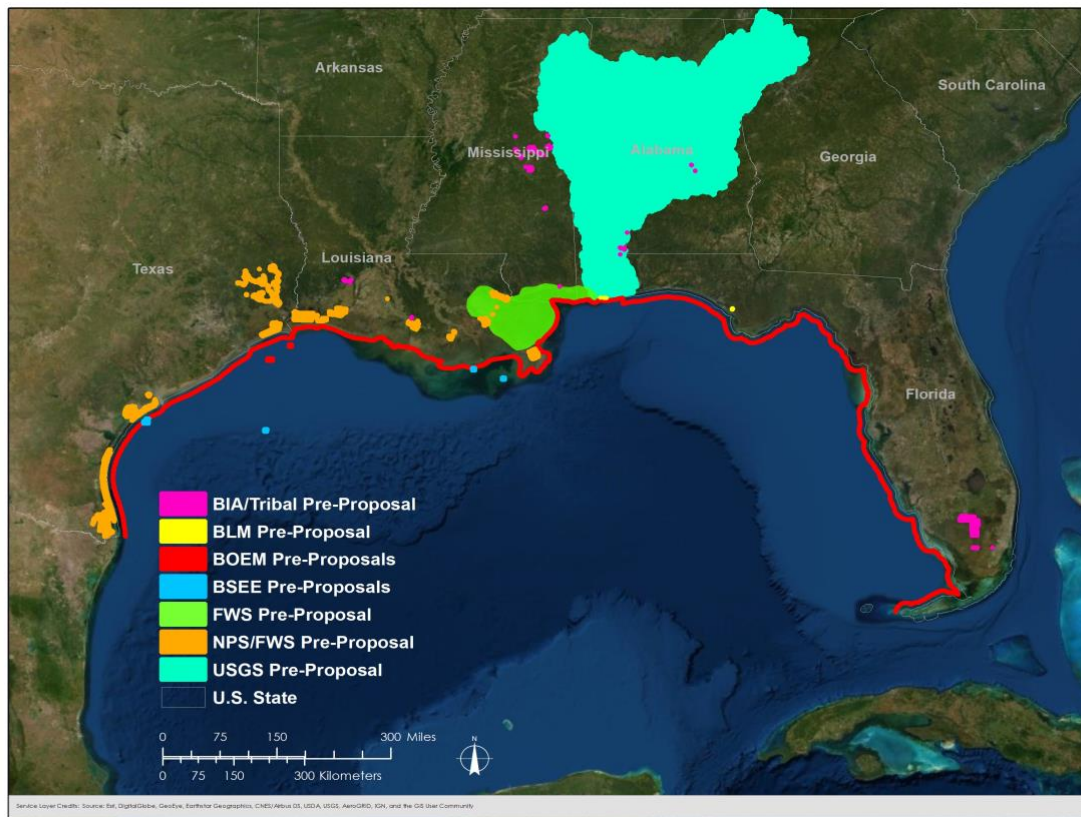 Arkansas
South Carolina
Mississippi
Alabama
Georgia
Texas
Louisiana
Florida
BIA/Tribal Pre-Proposal
BLM Pre-Proposal
BOEM Pre-Proposals
BSEE Pre-Proposals
FWS Pre-Proposal
NPS/FWS Pre-Proposal
USGS Pre-Proposal
U.S. State
0 75 150 300 Miles
N
0 75 150 300 Kilometers
Service Layer Credits: Source: Esri, DigitalGlobe, GeoEye, Earthstar Geographics, CNES/Airbus DS, USDA, USGS, AeroGRID, IGN, and the GIS User Community